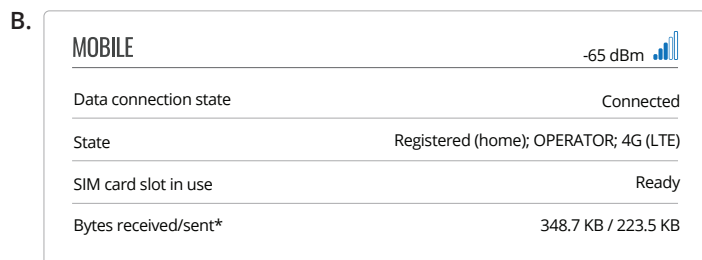 B.
MOBILE -65 dBm
Data connection state Connected
State Registered (home); OPERATOR; 4G (LTE)
SIM card slot in use Ready
Bytes received/sent* 348.7 KB / 223.5 KB